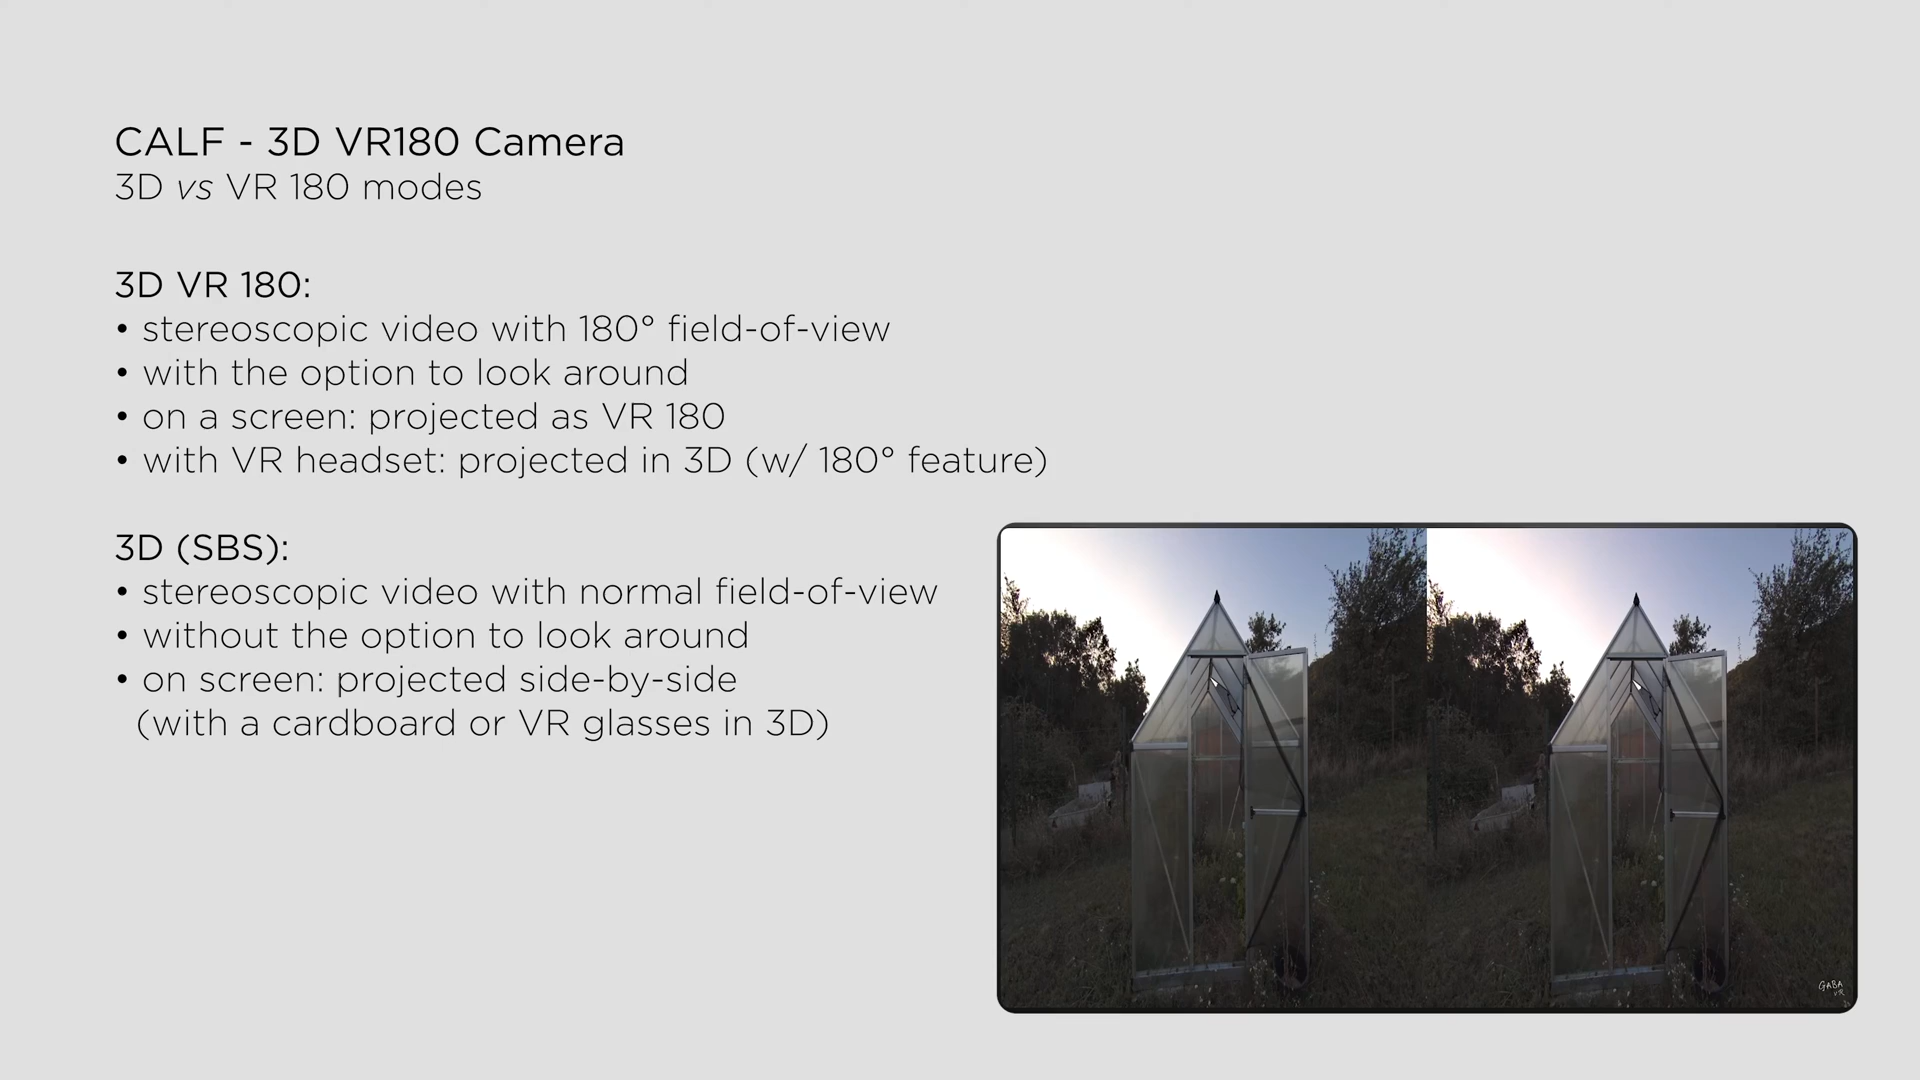 CALF - 3D VR180 Camera
3D vs VR 180 modes
3D VR 180:
• stereoscopic video with 180° field-of-view
• with the option to look around
• on a screen: projected as VR 180
• with VR headset: projected in 3D (w/ 180° feature)
3D (SBS):
• stereoscopic video with normal field-of-view
• without the option to look around
• on screen: projected side-by-side
(with a cardboard or VR glasses in 3D)
GABA
VR